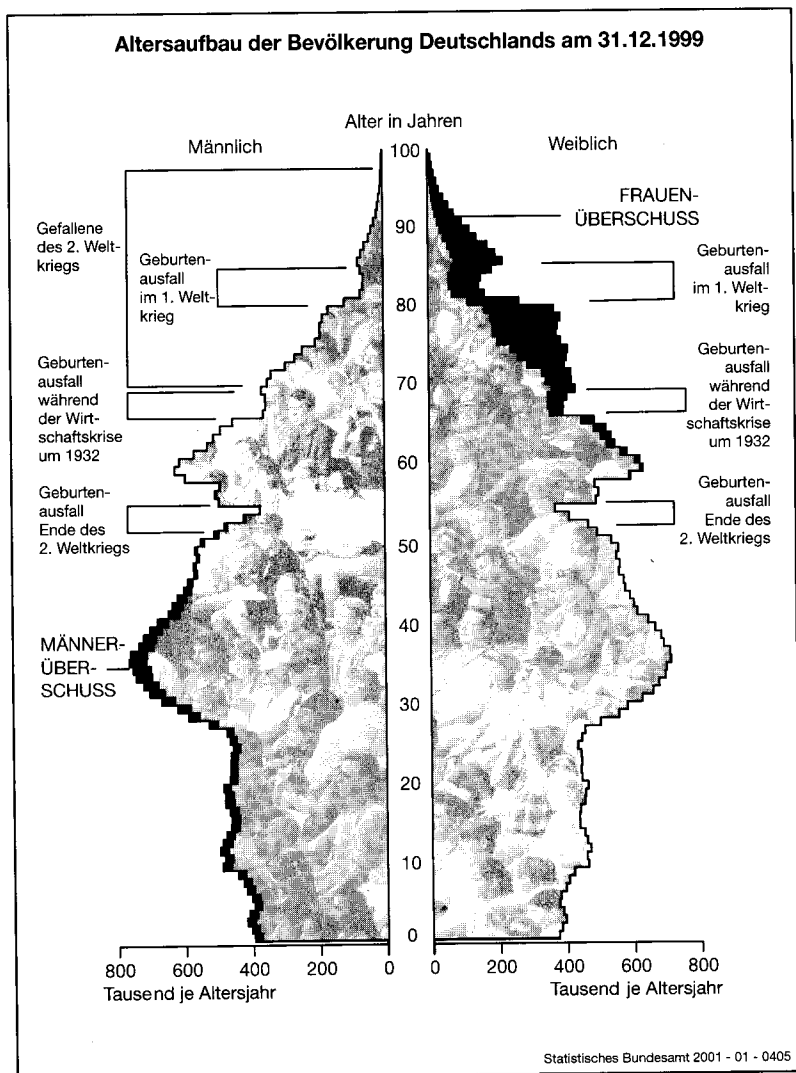 Altersaufbau der Bevölkerung Deutschlands am 31.12.1999
Alter in Jahren
Männlich
Weiblich
100
90
80
70
60
50
40
30
20
10
0
Gefallene
des 2. Welt-
kriegs
Geburten-
ausfall
im 1. Welt-
krieg
Geburten-
ausfall
während
der Wirt-
schaftskrise
um 1932
Geburten-
ausfall
Ende des
2. Weltkriegs
MÄNNER-
ÜBER-
SCHUSS
FRAUEN-
ÜBERSCHUSS
Geburten-
ausfall
im 1. Welt-
krieg
Geburten-
ausfall
während
der Wirt-
schaftskrise
um 1932
Geburten-
ausfall
Ende des
2. Weltkriegs
800 600 400 200 0
0 200 400 600 800
Tausend je Altersjahr
Tausend je Altersjahr
Statistisches Bundesamt 2001 - 01 - 0405